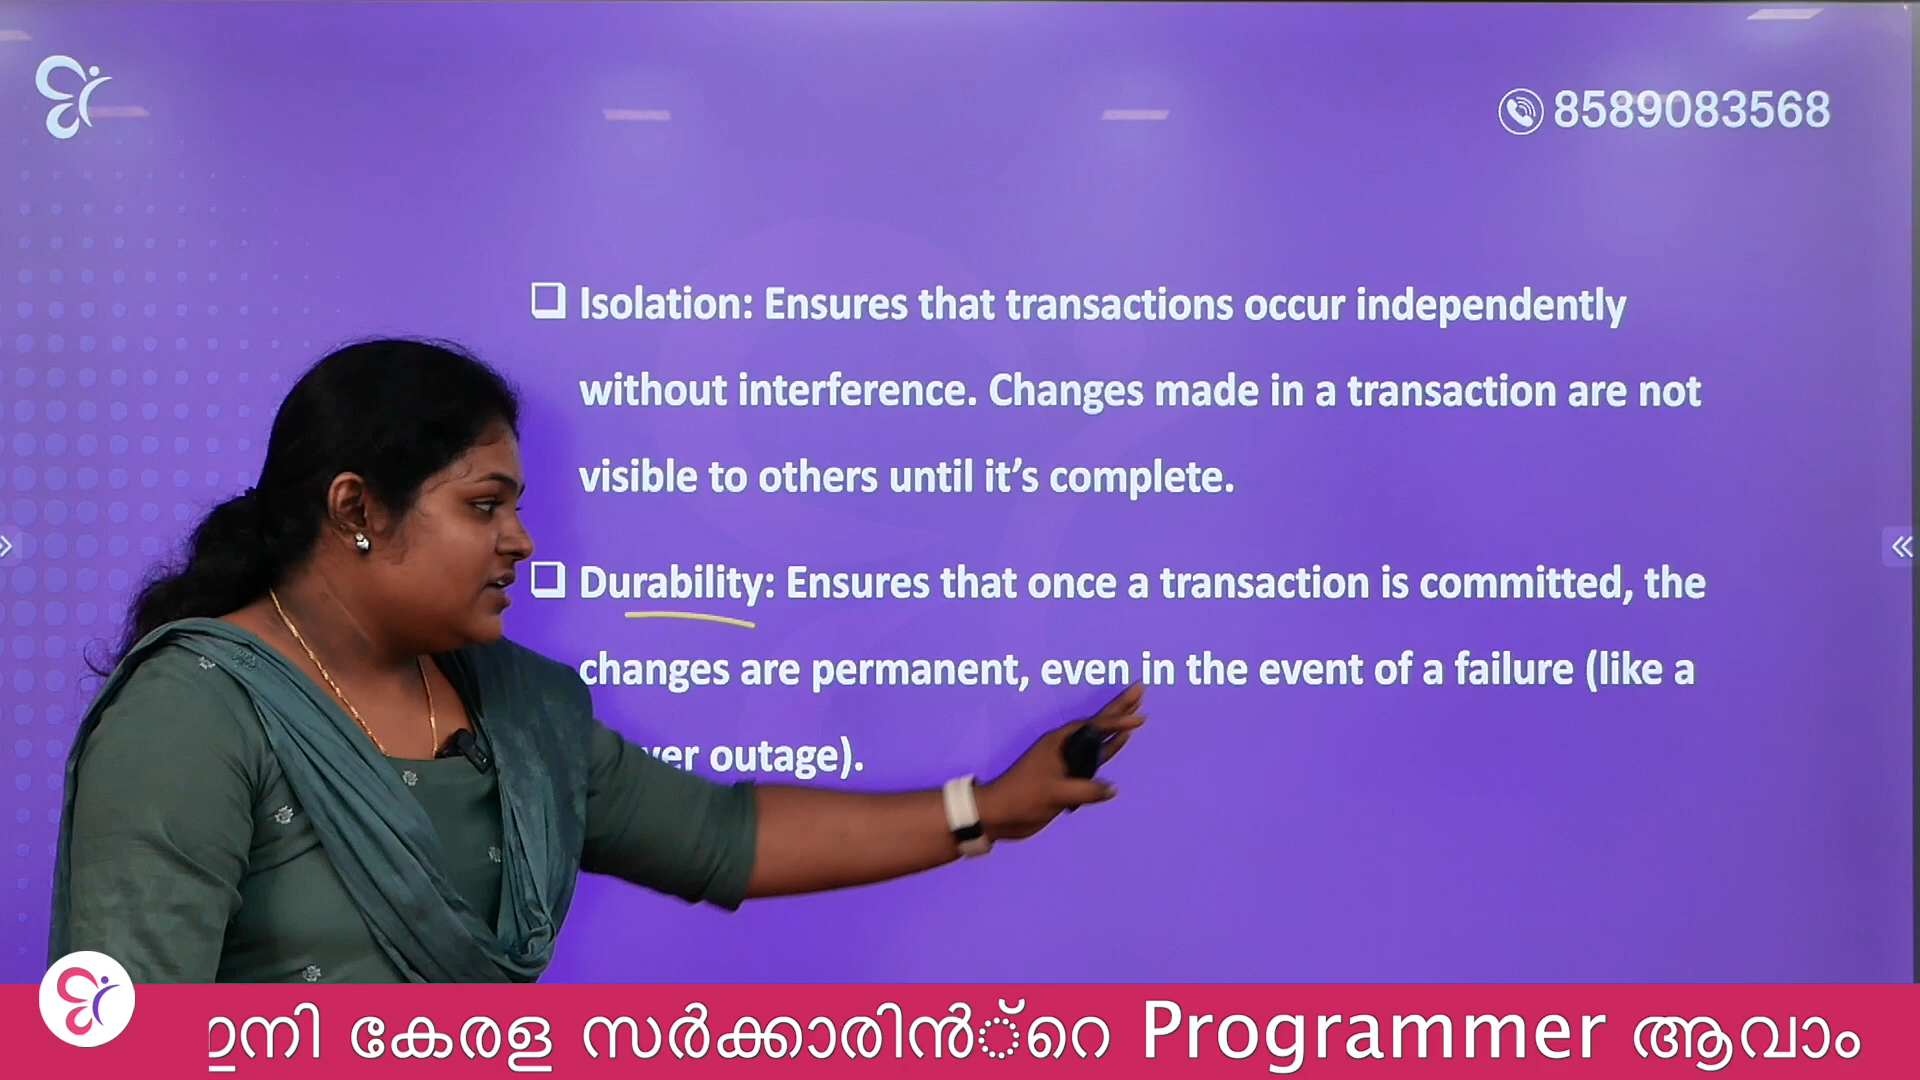 8589083568
❑ Isolation: Ensures that transactions occur independently
without interference. Changes made in a transaction are not
visible to others until it’s complete.
❑ Durability: Ensures that once a transaction is committed, the
changes are permanent, even in the event of a failure (like a
outage).
ഇനി കേരള സർക്കാരിൻ്റെ Programmer ആവാം